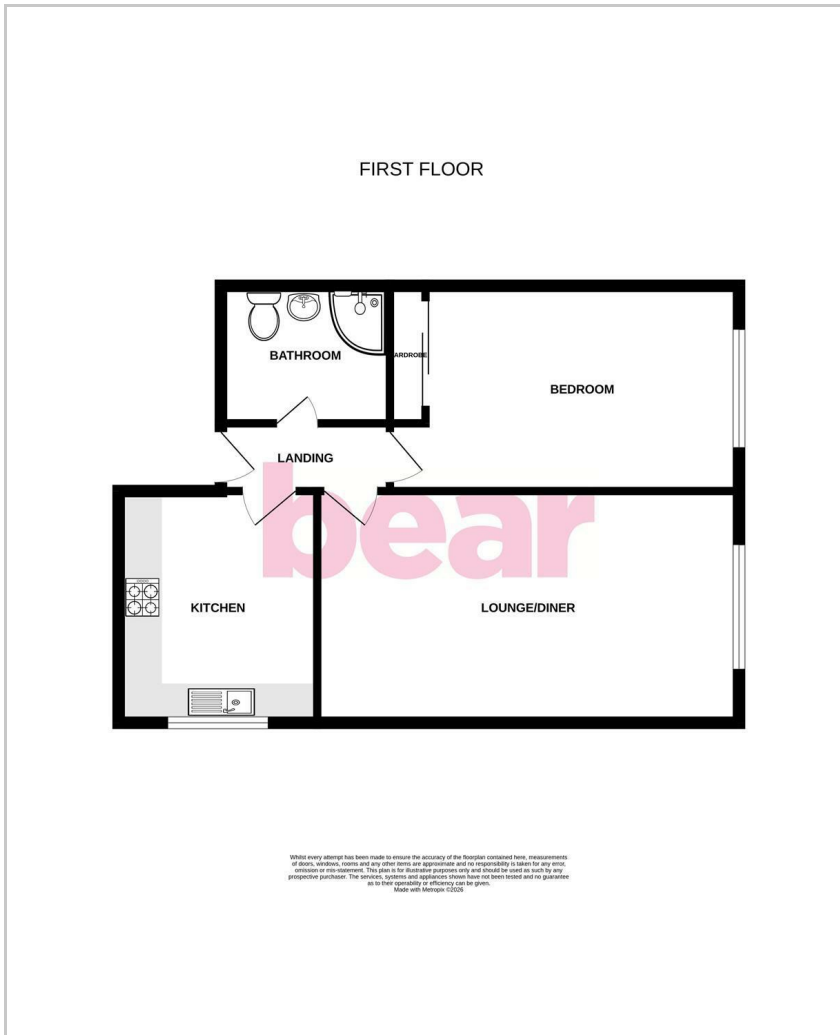 FIRST FLOOR
BATHROOM
ARDROBE
BEDROOM
LANDING
bear
KITCHEN
LOUNGE/DINER
Whilst every attempt has been made to ensure the accuracy of the floorplan contained here, measurements
of doors, windows, rooms and any other items are approximate and no responsibility is taken for any error,
omission or mis-statement. This plan is for illustrative purposes only and should be used as such by any
prospective purchaser. The services, systems and appliances shown have not been tested and no guarantee
as to their operability or efficiency can be given.
Made with Metropix ©2026